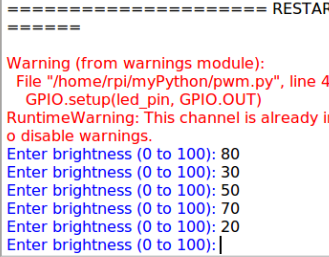 ===================== RESTAR
======
Warning (from warnings module):
File "/home/rpi/myPython/pwm.py", line 4
GPIO.setup(led_pin, GPIO.OUT)
RuntimeWarning: This channel is already i
o disable warnings.
Enter brightness (0 to 100): 80
Enter brightness (0 to 100): 30
Enter brightness (0 to 100): 50
Enter brightness (0 to 100): 70
Enter brightness (0 to 100): 20
Enter brightness (0 to 100):